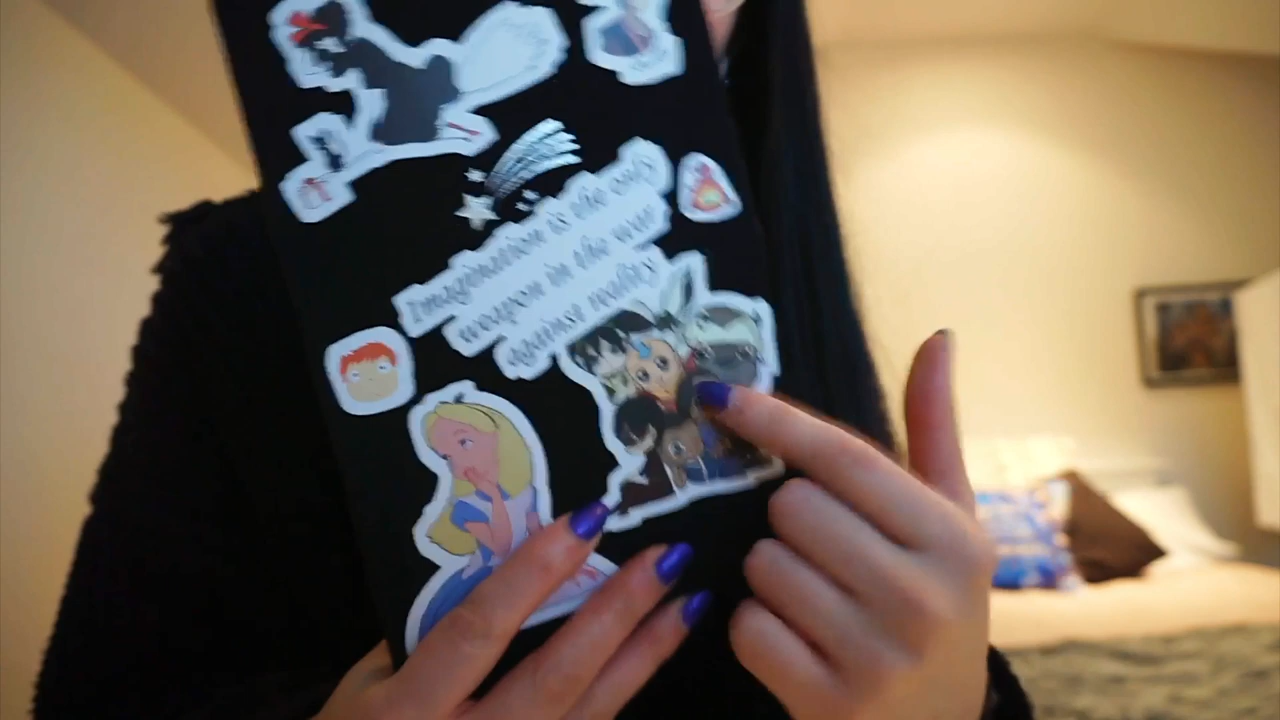 Imagination is the only
weapon in the war
against reality